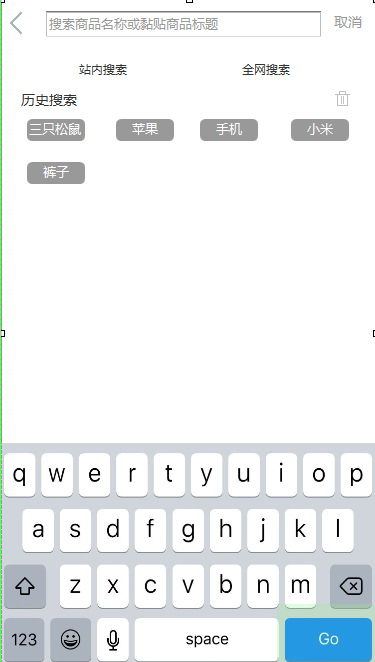 搜索商品名称或黏贴商品标题 取消
站内搜索 全网搜索
历史搜索
三只松鼠 苹果 手机 小米
裤子
q w e r t y u i o p
a s d f g h j k l
z x c v b n m
123 space Go